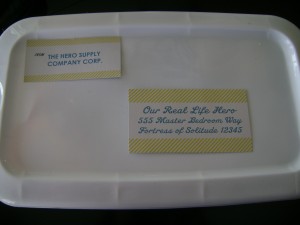 THE HERO SUPPLY
COMPANY CORP.
Our Real Life Hero
555 Master Bedroom Way
Fortress of Solitude 12345